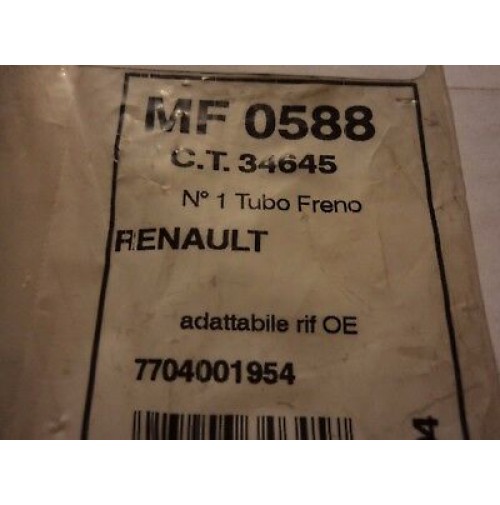 MF 0588
C.T. 34645
N° 1 Tubo Freno
RENAULT
adattabile rif OE
7704001954